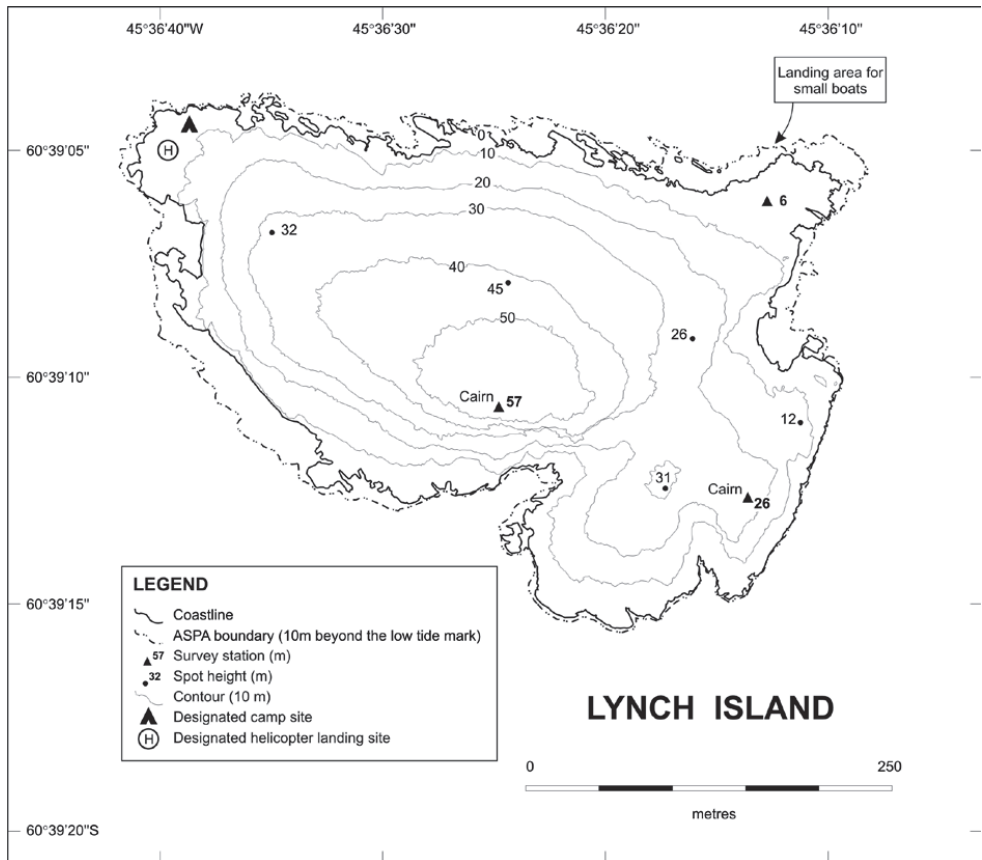 45°36'40"W
45°36'30"
45°36'20"
45°36'10"
Landing area for
small boats
60°39'05"
H
0
10
20
30
6
32
40
45
50
26
60°39'10"
Cairn 57
12
31
Cairn
26
60°39'15"
LEGEND
Coastline
ASPA boundary (10m beyond the low tide mark)
57 Survey station (m)
32 Spot height (m)
Contour (10 m)
Designated camp site
H Designated helicopter landing site
LYNCH ISLAND
0 250
metres
60°39'20"S